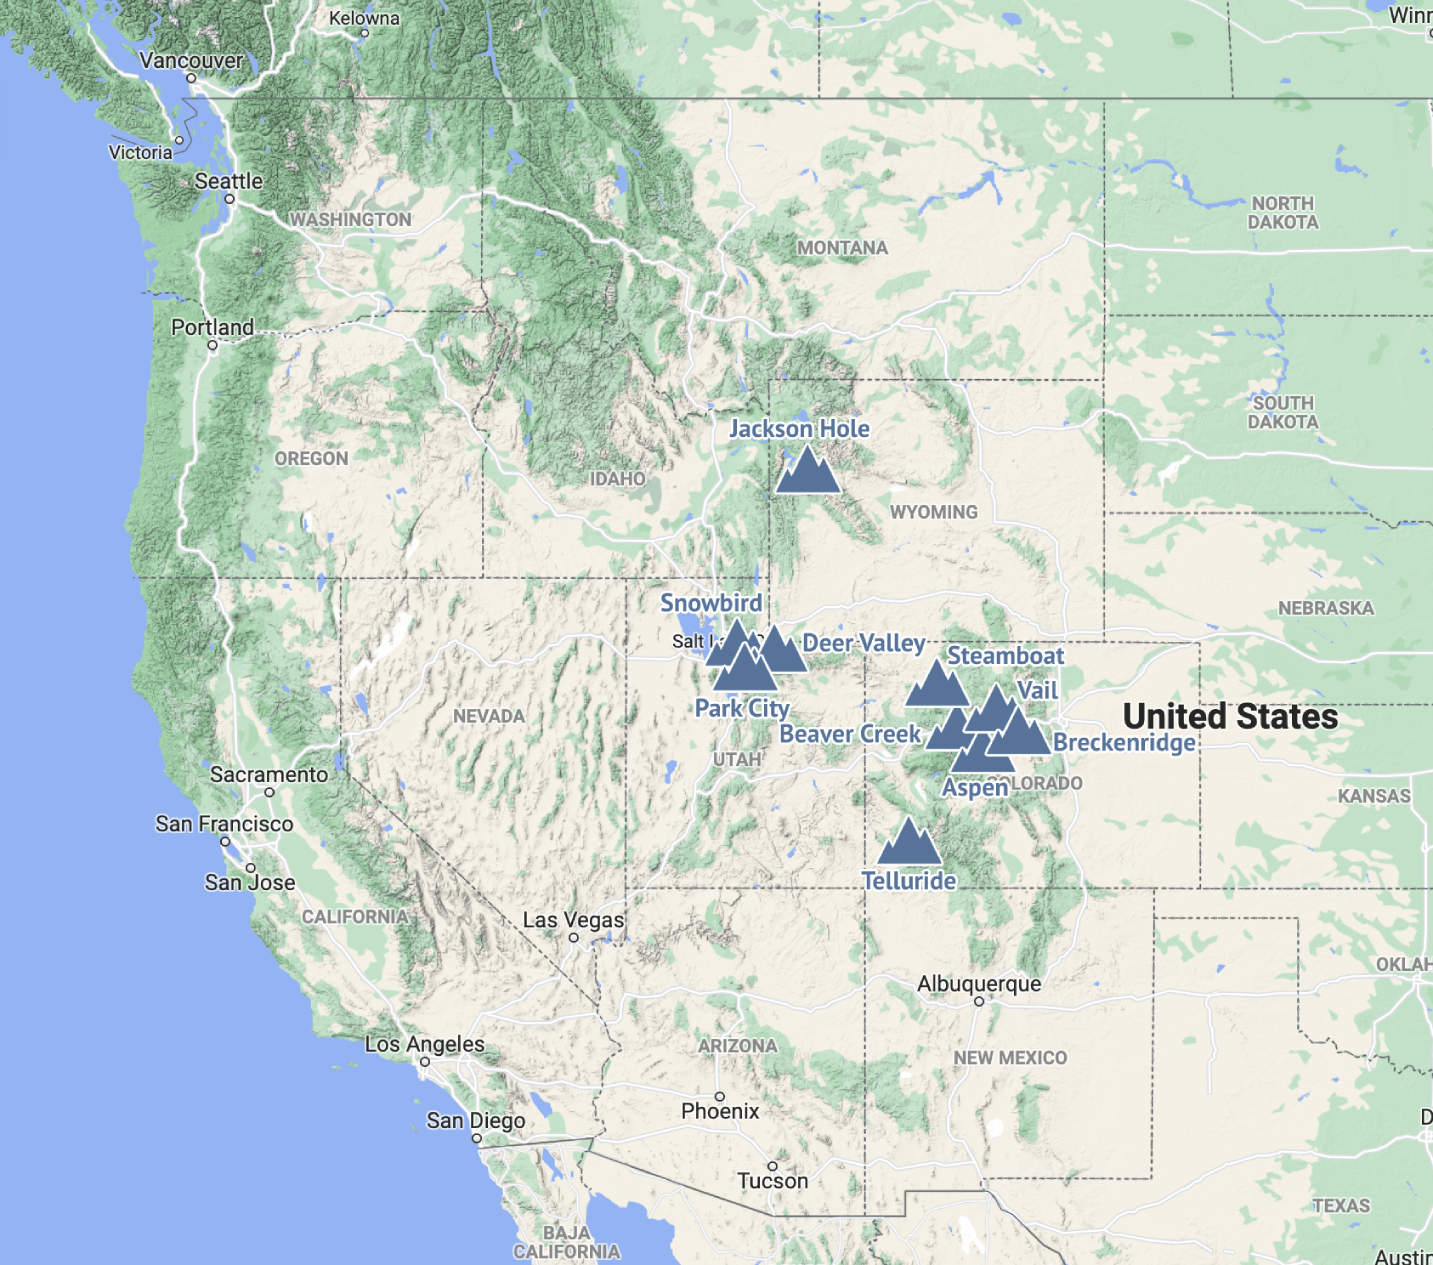 Kelowna
Winn
Vancouver
Victoria
Seattle
WASHINGTON
NORTH
DAKOTA
MONTANA
Portland
SOUTH
DAKOTA
Jackson Hole
OREGON
IDAHO
WYOMING
Snowbird
NEBRASKA
Salt L
Deer Valley
Steamboat
Vail
Park City
NEVADA
United States
Beaver Creek
Breckenridge
UTAH
Sacramento
Aspen
COLORADO
KANSAS
San Francisco
San Jose
Telluride
CALIFORNIA
Las Vegas
OKLAH
Albuquerque
Los Angeles
ARIZONA
NEW MEXICO
Phoenix
San Diego
D
Tucson
TEXAS
BAJA
CALIFORNIA
Austin